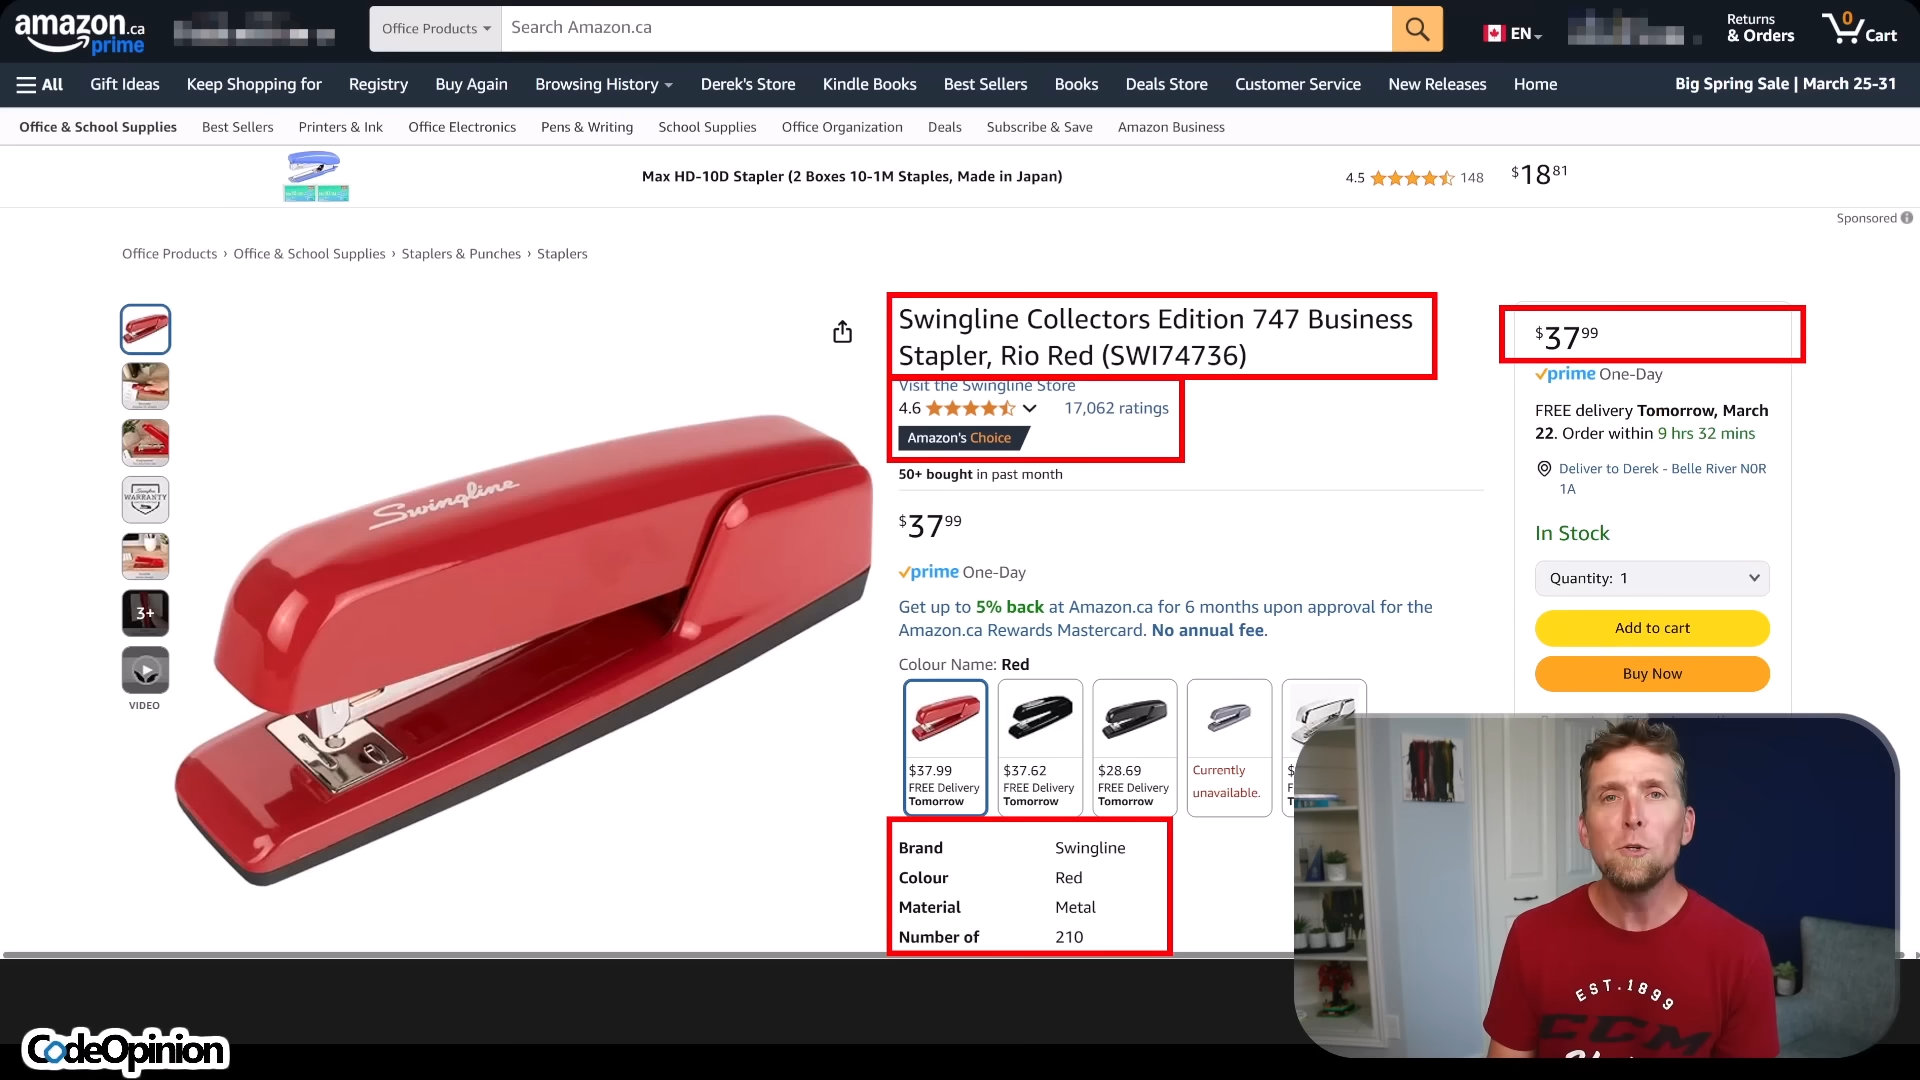 amazon.ca
prime
Office Products
Search Amazon.ca
EN
Returns
& Orders
0
Cart
All
Gift Ideas
Keep Shopping for
Registry
Buy Again
Browsing History
Derek's Store
Kindle Books
Best Sellers
Books
Deals Store
Customer Service
New Releases
Home
Big Spring Sale | March 25-31
Office & School Supplies
Best Sellers
Printers & Ink
Office Electronics
Pens & Writing
School Supplies
Office Organization
Deals
Subscribe & Save
Amazon Business
Max HD-10D Stapler (2 Boxes 10-1M Staples, Made in Japan)
4.5
148
$18 81
Sponsored
Office Products › Office & School Supplies › Staplers & Punches › Staplers
Swingline Collectors Edition 747 Business
Stapler, Rio Red (SWI74736)
Visit the Swingline Store
4.6
17,062 ratings
Amazon's Choice
50+ bought in past month
$37 99
prime One-Day
Get up to 5% back at Amazon.ca for 6 months upon approval for the
Amazon.ca Rewards Mastercard. No annual fee.
Colour Name: Red
$37.99
FREE Delivery
Tomorrow
$37.62
FREE Delivery
Tomorrow
$28.69
FREE Delivery
Tomorrow
Currently
unavailable.
Brand Swingline
Colour Red
Material Metal
Number of 210
$37 99
prime One-Day
FREE delivery Tomorrow, March
22. Order within 9 hrs 32 mins
Deliver to Derek - Belle River N0R
1A
In Stock
Quantity: 1
Add to cart
Buy Now
Swingline
WARRANTY
3+
VIDEO
EST. 1899
CCM
CodeOpinion